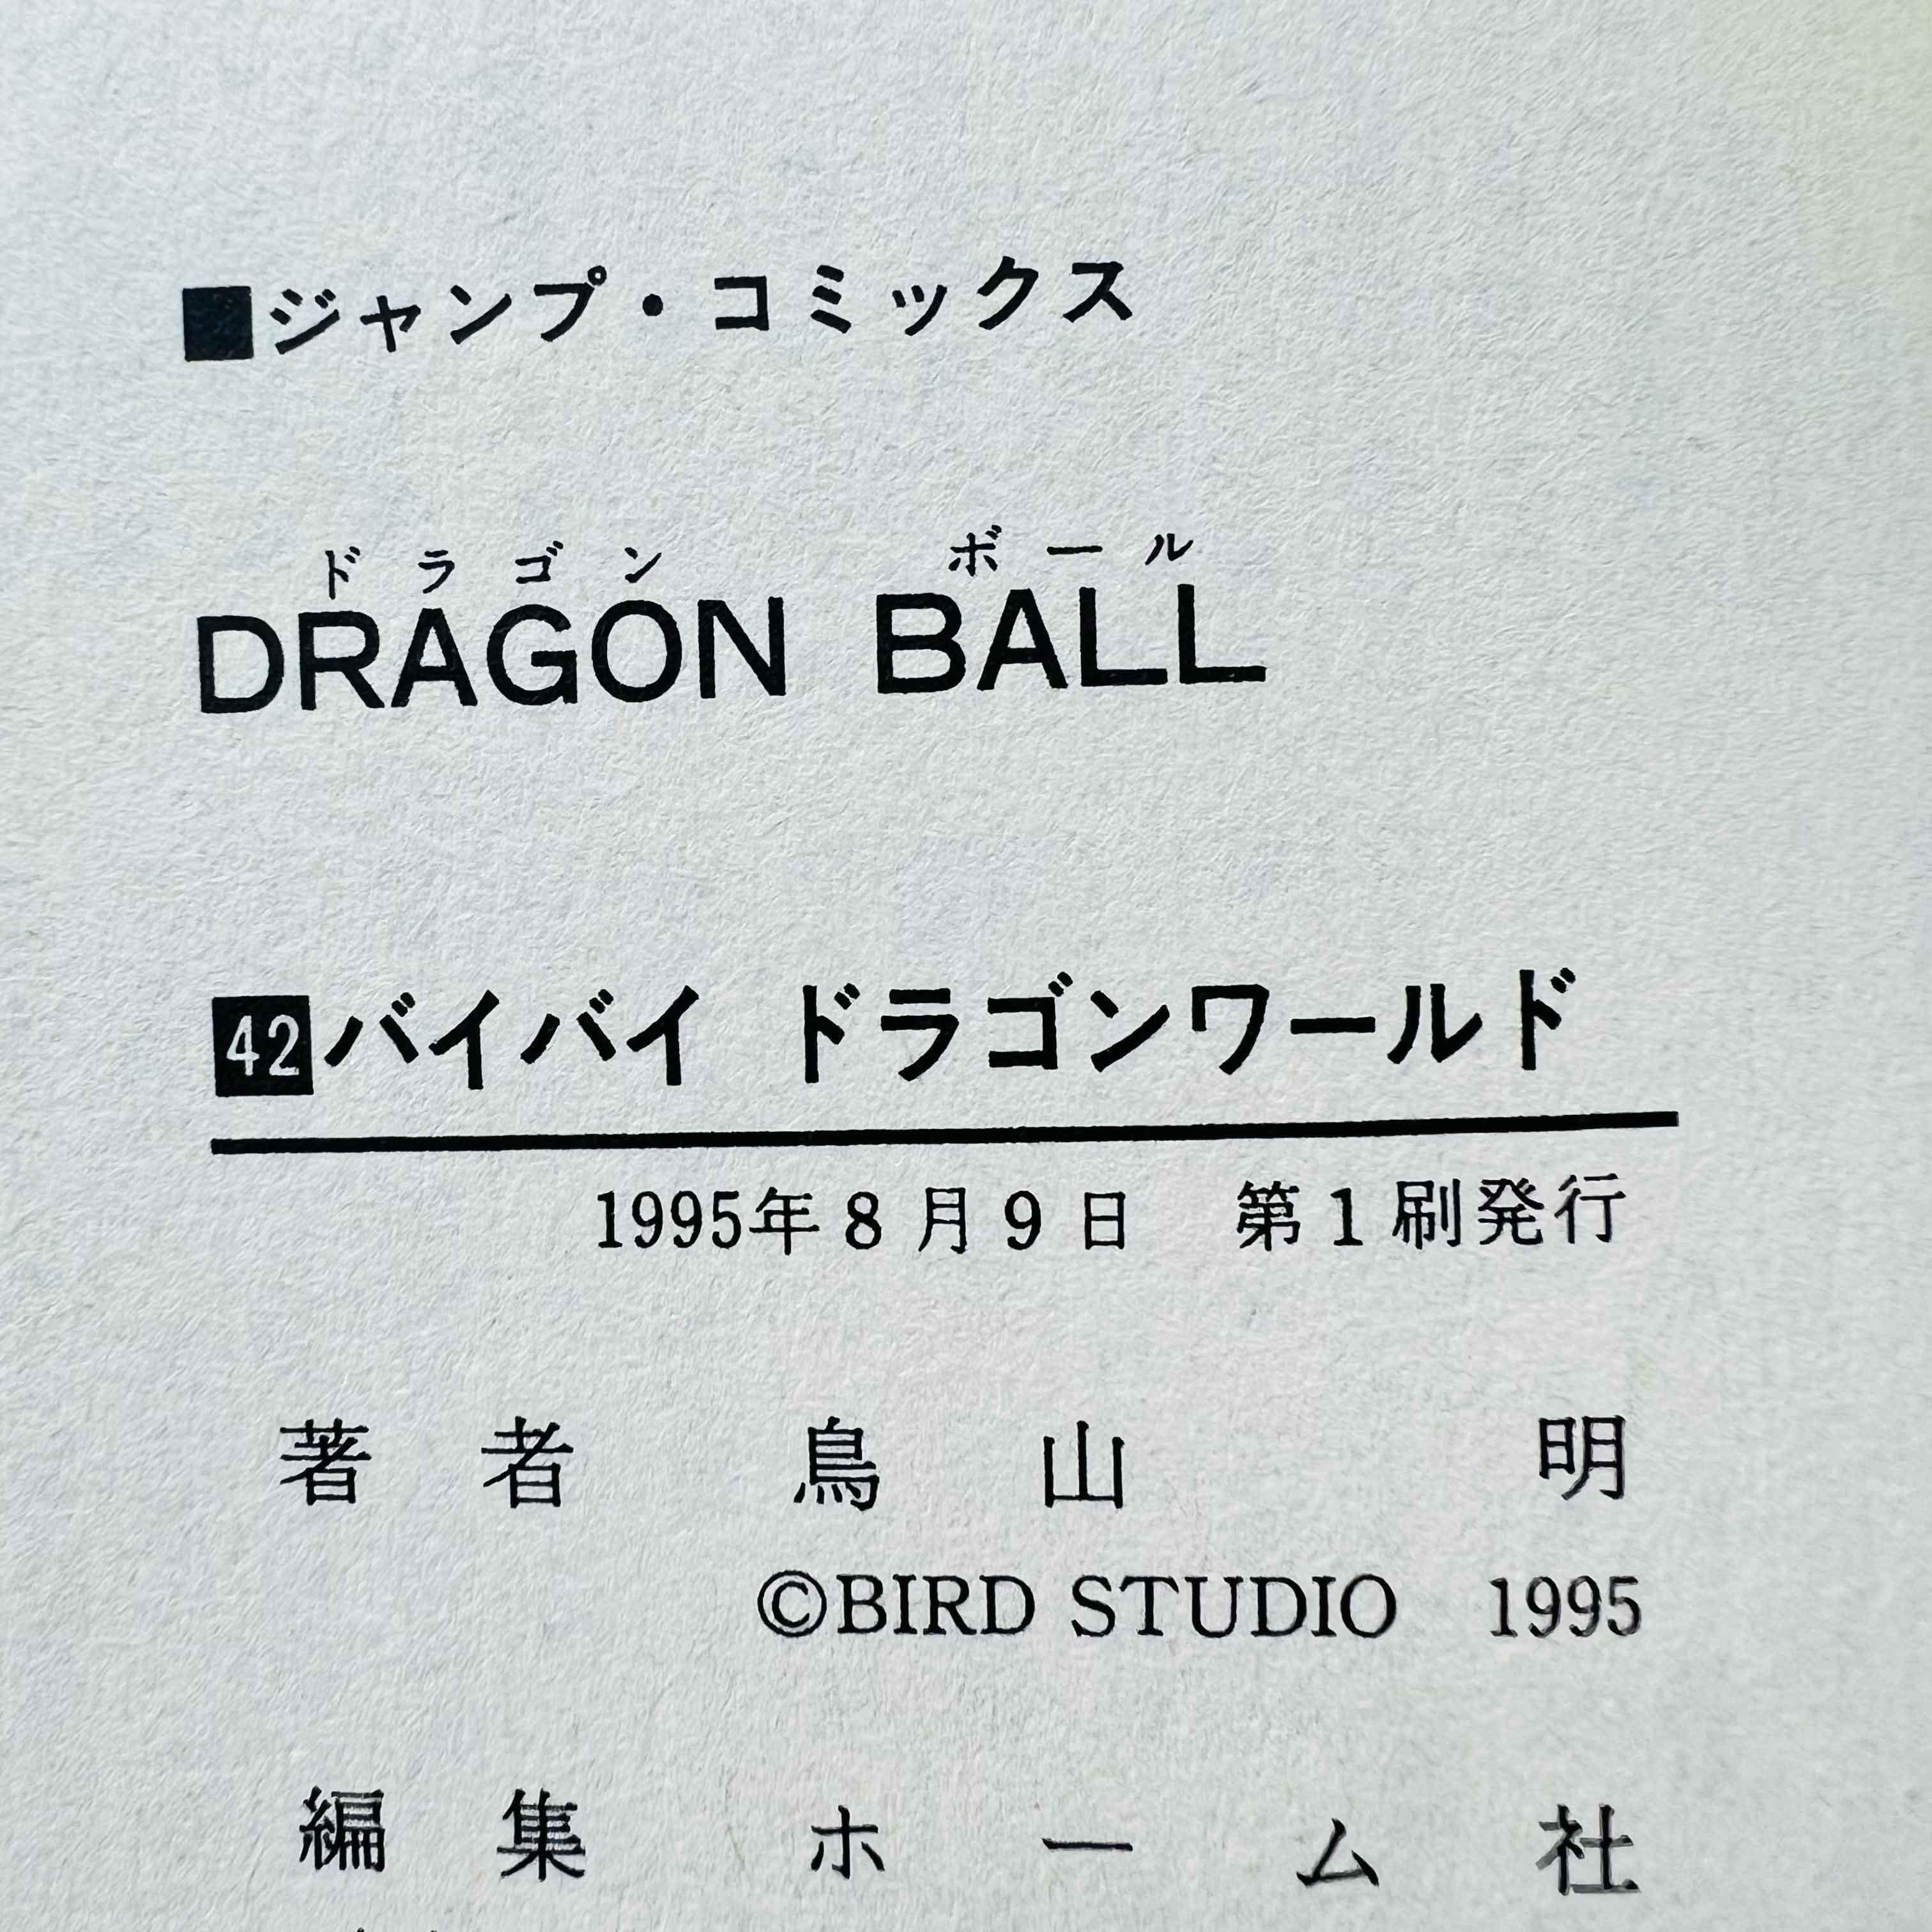 ■ジャンプ・コミックス
ドラゴン ボール
DRAGON BALL
42バイバイ ドラゴンワールド
1995年8月9日 第1刷発行
著者 鳥山明
©BIRD STUDIO 1995
編集 ホーム社